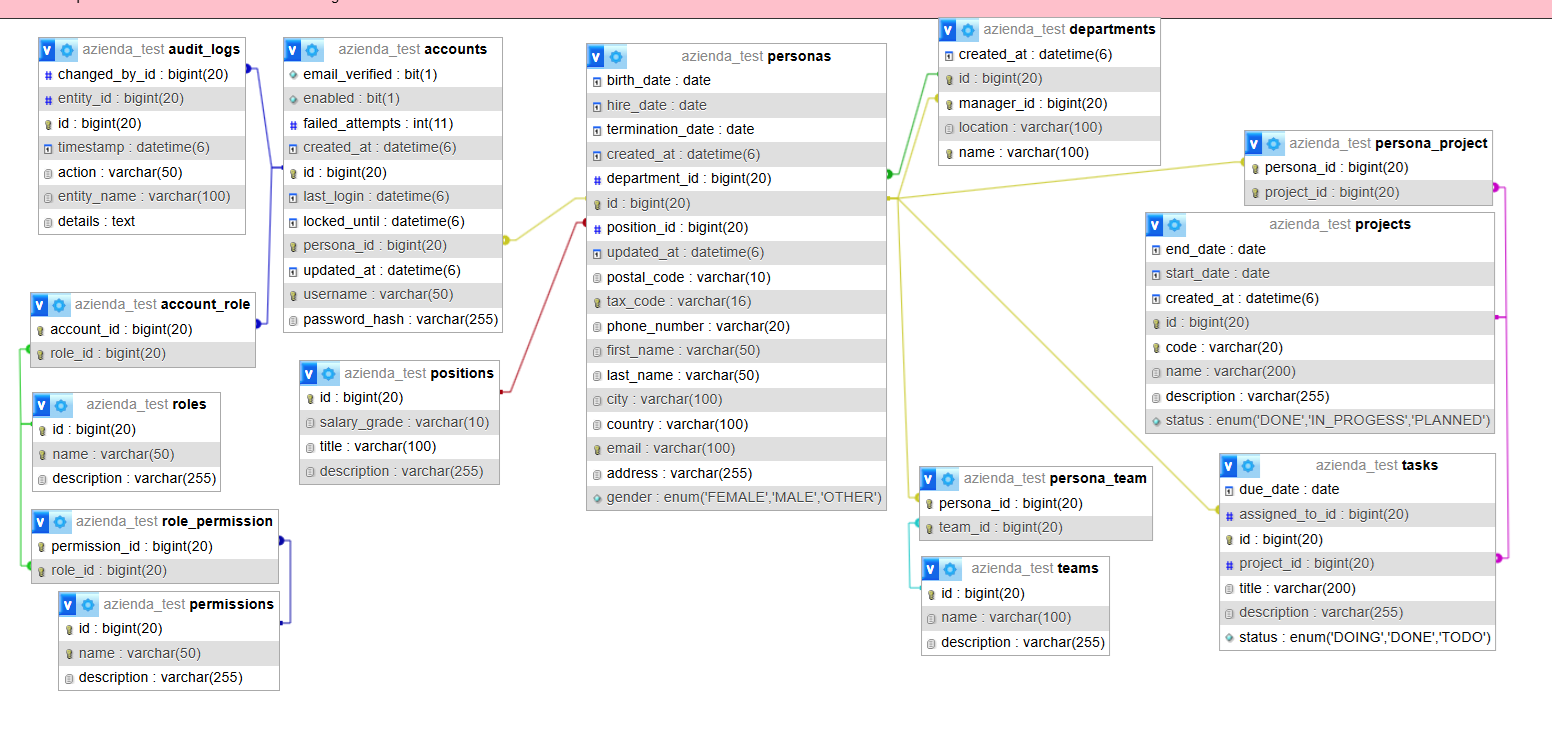 azienda_test audit_logs
changed_by_id : bigint(20)
entity_id : bigint(20)
id : bigint(20)
timestamp : datetime(6)
action : varchar(50)
entity_name : varchar(100)
details : text
azienda_test accounts
email_verified : bit(1)
enabled : bit(1)
failed_attempts : int(11)
created_at : datetime(6)
id : bigint(20)
last_login : datetime(6)
locked_until : datetime(6)
persona_id : bigint(20)
updated_at : datetime(6)
username : varchar(50)
password_hash : varchar(255)
azienda_test personas
birth_date : date
hire_date : date
termination_date : date
created_at : datetime(6)
department_id : bigint(20)
id : bigint(20)
position_id : bigint(20)
updated_at : datetime(6)
postal_code : varchar(10)
tax_code : varchar(16)
phone_number : varchar(20)
first_name : varchar(50)
last_name : varchar(50)
city : varchar(100)
country : varchar(100)
email : varchar(100)
address : varchar(255)
gender : enum('FEMALE','MALE','OTHER')
azienda_test departments
created_at : datetime(6)
id : bigint(20)
manager_id : bigint(20)
location : varchar(100)
name : varchar(100)
azienda_test persona_project
persona_id : bigint(20)
project_id : bigint(20)
azienda_test projects
end_date : date
start_date : date
created_at : datetime(6)
id : bigint(20)
code : varchar(20)
name : varchar(200)
description : varchar(255)
status : enum('DONE','IN_PROGESS','PLANNED')
azienda_test account_role
account_id : bigint(20)
role_id : bigint(20)
azienda_test positions
id : bigint(20)
salary_grade : varchar(10)
title : varchar(100)
description : varchar(255)
azienda_test roles
id : bigint(20)
name : varchar(50)
description : varchar(255)
azienda_test role_permission
permission_id : bigint(20)
role_id : bigint(20)
azienda_test permissions
id : bigint(20)
name : varchar(50)
description : varchar(255)
azienda_test persona_team
persona_id : bigint(20)
team_id : bigint(20)
azienda_test teams
id : bigint(20)
name : varchar(100)
description : varchar(255)
azienda_test tasks
due_date : date
assigned_to_id : bigint(20)
id : bigint(20)
project_id : bigint(20)
title : varchar(200)
description : varchar(255)
status : enum('DOING','DONE','TODO')